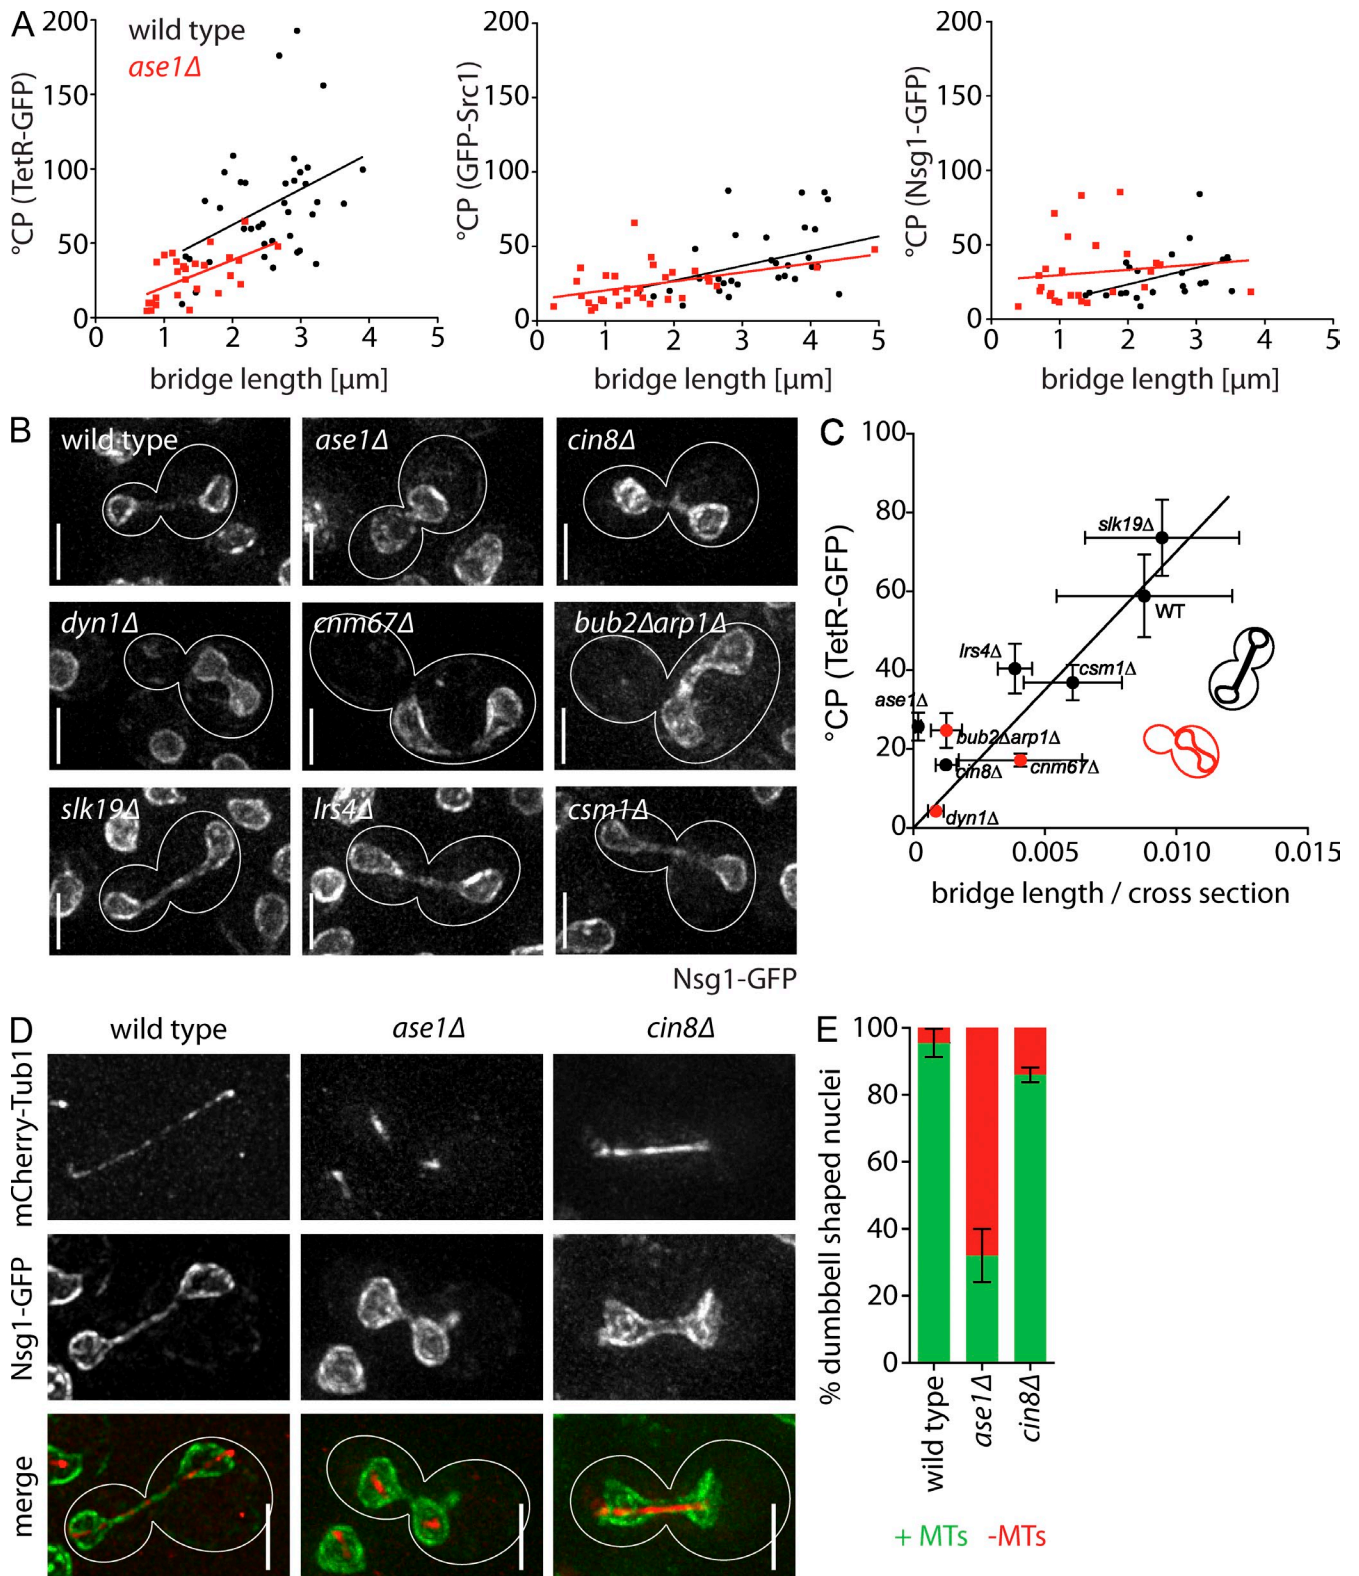 A
200
150
100
50
0
°CP (TetR-GFP)
wild type
ase1Δ
0 1 2 3 4 5
bridge length [µm]
200
150
100
50
0
°CP (GFP-Src1)
0 1 2 3 4 5
bridge length [µm]
200
150
100
50
0
°CP (Nsg1-GFP)
0 1 2 3 4 5
bridge length [µm]
B
wild type
ase1Δ
cin8Δ
dyn1Δ
cnm67Δ
bub2Δarp1Δ
slk19Δ
lrs4Δ
csm1Δ
Nsg1-GFP
C
100
80
60
40
20
0
°CP (TetR-GFP)
slk19Δ
WT
lrs4Δ
csm1Δ
ase1Δ
bub2Δarp1Δ
cin8Δ
cnm67Δ
dyn1Δ
0 0.005 0.010 0.015
bridge length / cross section
D
wild type
ase1Δ
cin8Δ
mCherry-Tub1
Nsg1-GFP
merge
E
100
80
60
40
20
0
% dumbbell shaped nuclei
wild type
ase1Δ
cin8Δ
+ MTs -MTs